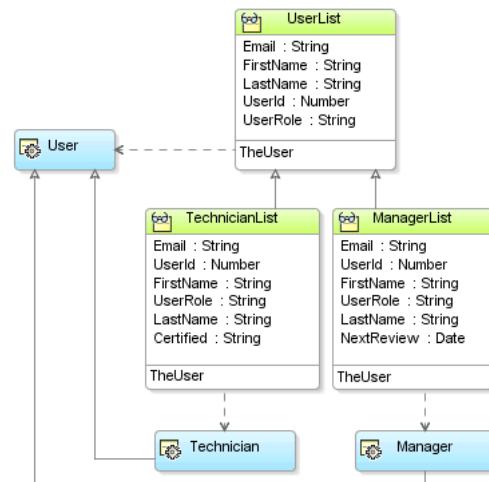 UserList
Email : String
FirstName : String
LastName : String
UserId : Number
UserRole : String
TheUser
User
TechnicianList
Email : String
UserId : Number
FirstName : String
UserRole : String
LastName : String
Certified : String
TheUser
ManagerList
Email : String
UserId : Number
FirstName : String
UserRole : String
LastName : String
NextReview : Date
TheUser
Technician
Manager